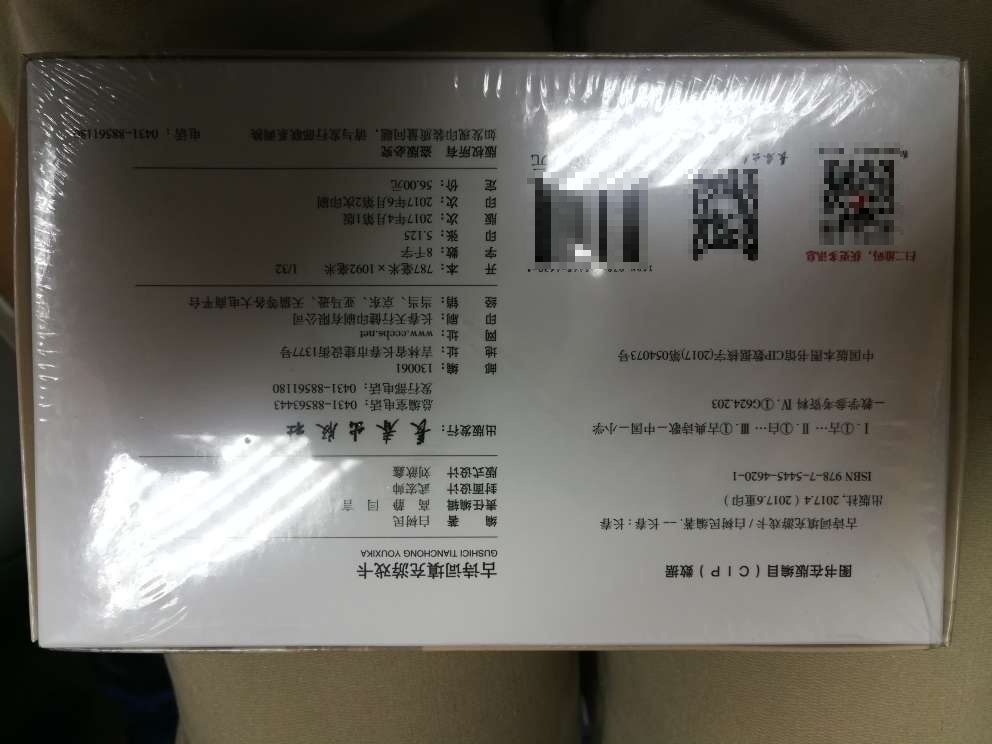 图书在版编目(CIP)数据
古诗词填充游戏卡/白树民编著. -- 长春:长春
出版社,2017.4(2017.6重印)
ISBN 978-7-5445-4620-1
Ⅰ.①古… Ⅱ.①白… Ⅲ.①古典诗歌—中国—小学
—教学参考资料 Ⅳ.①G624.203
中国版本图书馆CIP数据核字(2017)第054073号
扫二维码,获更多讯息
古诗词填充游戏卡
GUSHICI TIANCHONG YOUXIKA
编 著 白树民
责任编辑 高 静 闫 言
封面设计 武宏帅
版式设计 刘欣鑫
出版发行:长春出版社
总编室电话:0431-88563443
发行部电话:0431-88561180
邮 编:130061
地 址:吉林省长春市建设街1377号
网 址:www.cccbs.net
印 刷:长春天行健印刷有限公司
经 销:当当、京东、亚马逊、天猫等各大电商平台
开 本:787毫米×1092毫米 1/32
字 数:8千字
印 张:5.125
版 次:2017年4月第1版
印 次:2017年6月第2次印刷
定 价:56.00元
版权所有 盗版必究
如发现印装质量问题,请与发行部联系调换 电话:0431-88561180